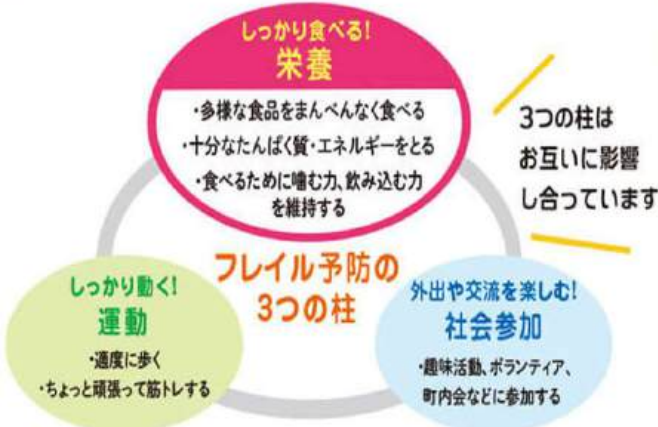 しっかり食べる!
栄養
・多様な食品をまんべんなく食べる
・十分なたんぱく質・エネルギーをとる
・食べるために噛む力、飲み込む力
を維持する
3つの柱は
お互いに影響
し合っています
フレイル予防の
3つの柱
しっかり動く!
運動
・適度に歩く
・ちょっと頑張って筋トレする
外出や交流を楽しむ!
社会参加
・趣味活動、ボランティア、
町内会などに参加する